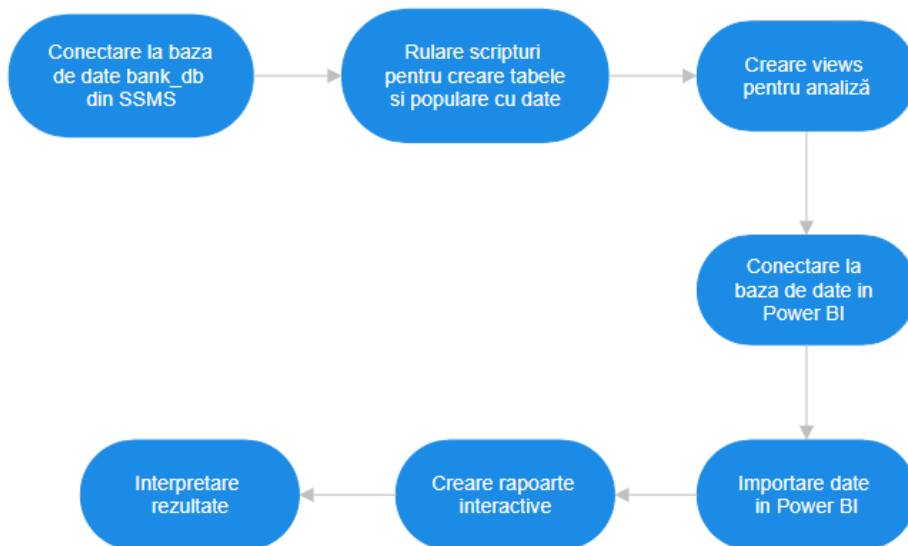 Conectare la baza
de date bank_db
din SSMS
Rulare scripturi
pentru creare tabele
si populare cu date
Creare views
pentru analiză
Conectare la
baza de date in
Power BI
Importare date
in Power BI
Creare rapoarte
interactive
Interpretare
rezultate